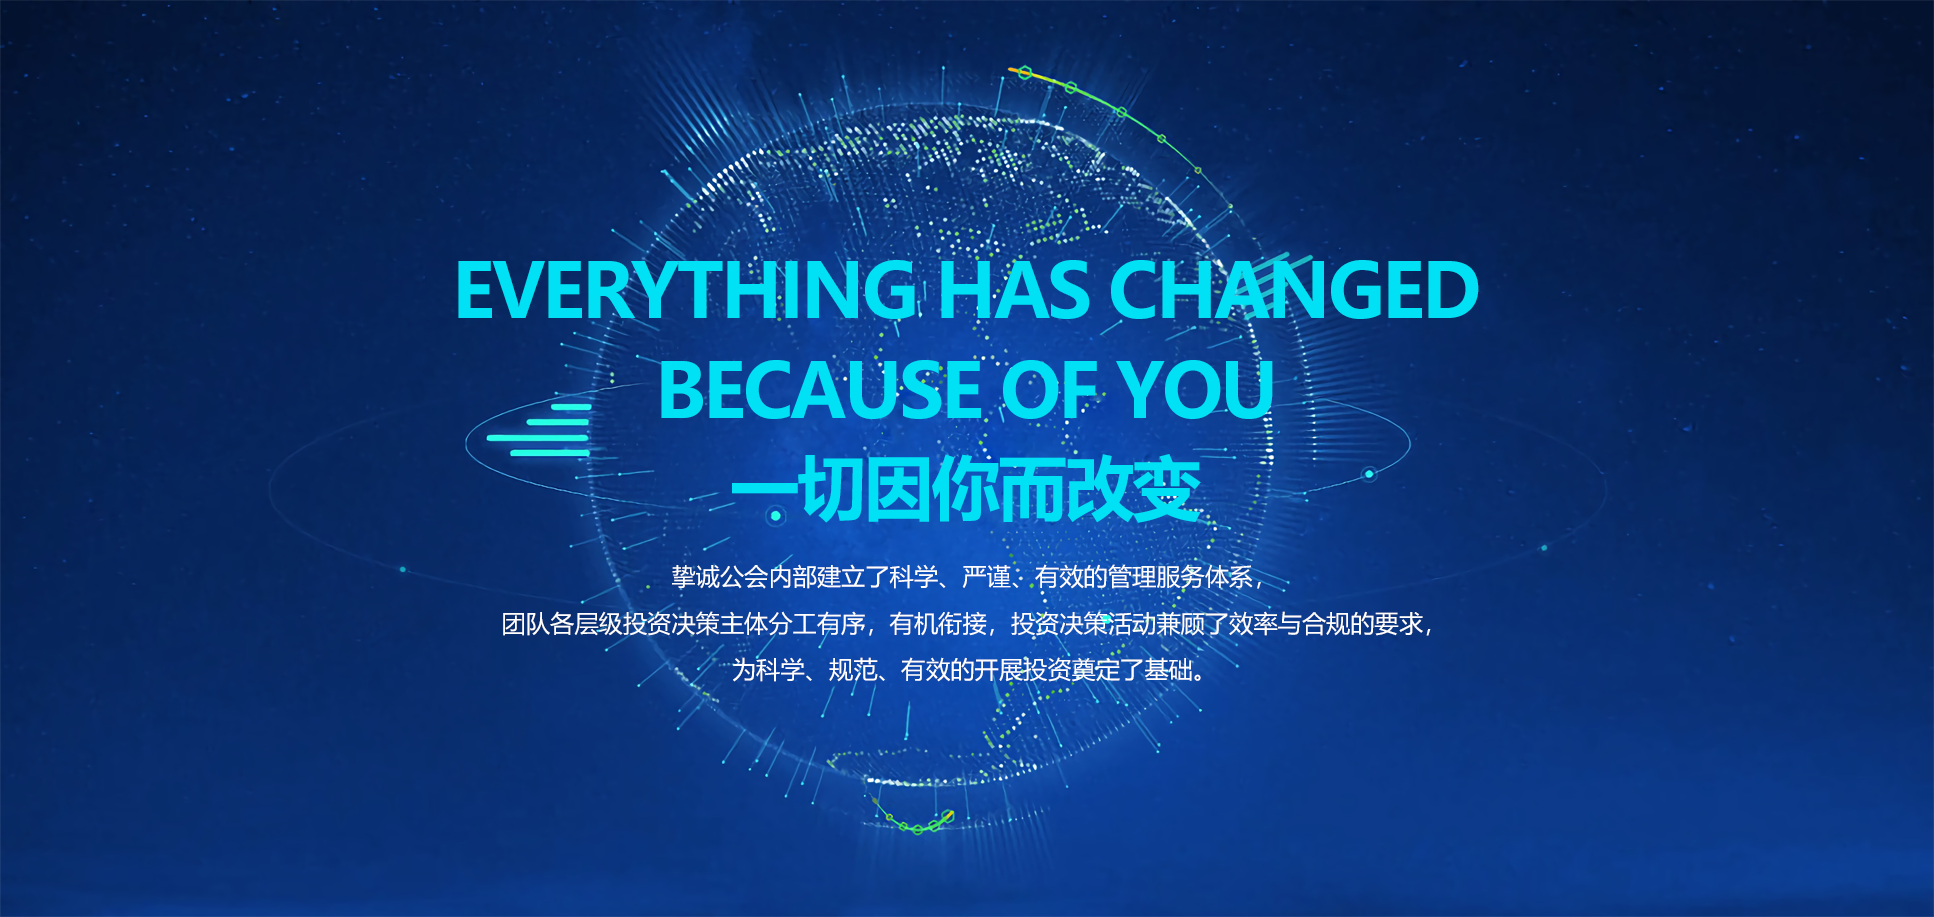 EVERYTHING HAS CHANGED
BECAUSE OF YOU
一切因你而改变
挚诚公会内部建立了科学、严谨、有效的管理服务体系，
团队各层级投资决策主体分工有序，有机衔接，投资决策活动兼顾了效率与合规的要求，
为科学、规范、有效的开展投资奠定了基础。